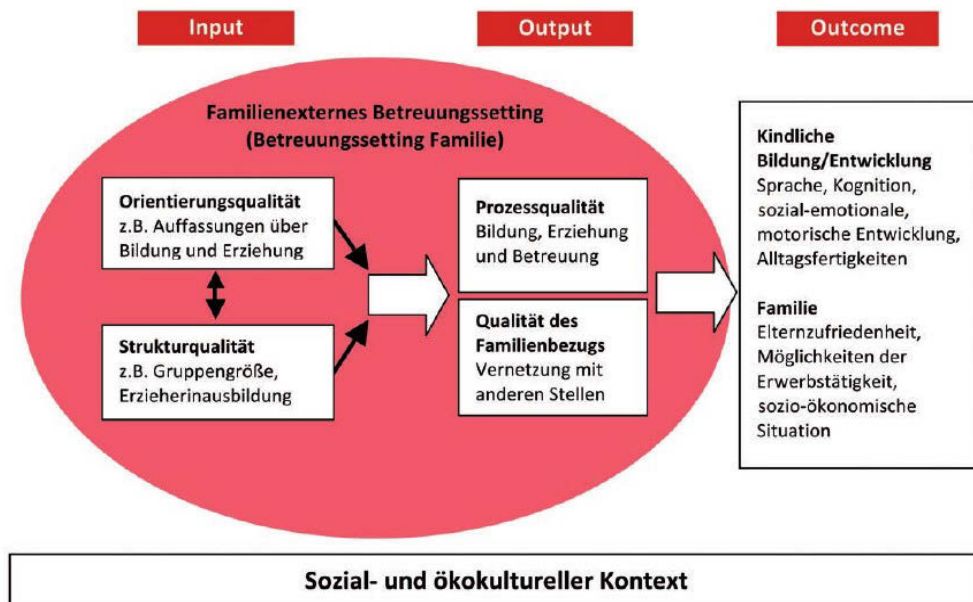 Input
Output
Outcome
Familienexternes Betreuungssetting
(Betreuungssetting Familie)
Orientierungsqualität
z.B. Auffassungen über
Bildung und Erziehung
Strukturqualität
z.B. Gruppengröße,
Erzieherinausbildung
Prozessqualität
Bildung, Erziehung
und Betreuung
Qualität des
Familienbezugs
Vernetzung mit
anderen Stellen
Kindliche
Bildung/Entwicklung
Sprache, Kognition,
sozial-emotionale,
motorische Entwicklung,
Alltagsfertigkeiten
Familie
Elternzufriedenheit,
Möglichkeiten der
Erwerbstätigkeit,
sozio-ökonomische
Situation
Sozial- und ökokultureller Kontext